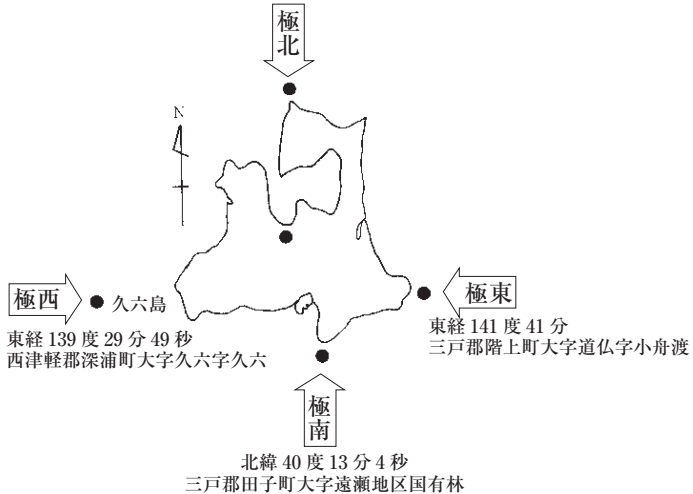 極北
N
極西
久六島
東経 139 度 29 分 49 秒
西津軽郡深浦町大字久六字久六
極東
東経 141 度 41 分
三戸郡階上町大字道仏字小舟渡
極南
北緯 40 度 13 分 4 秒
三戸郡田子町大字遠瀬地区国有林